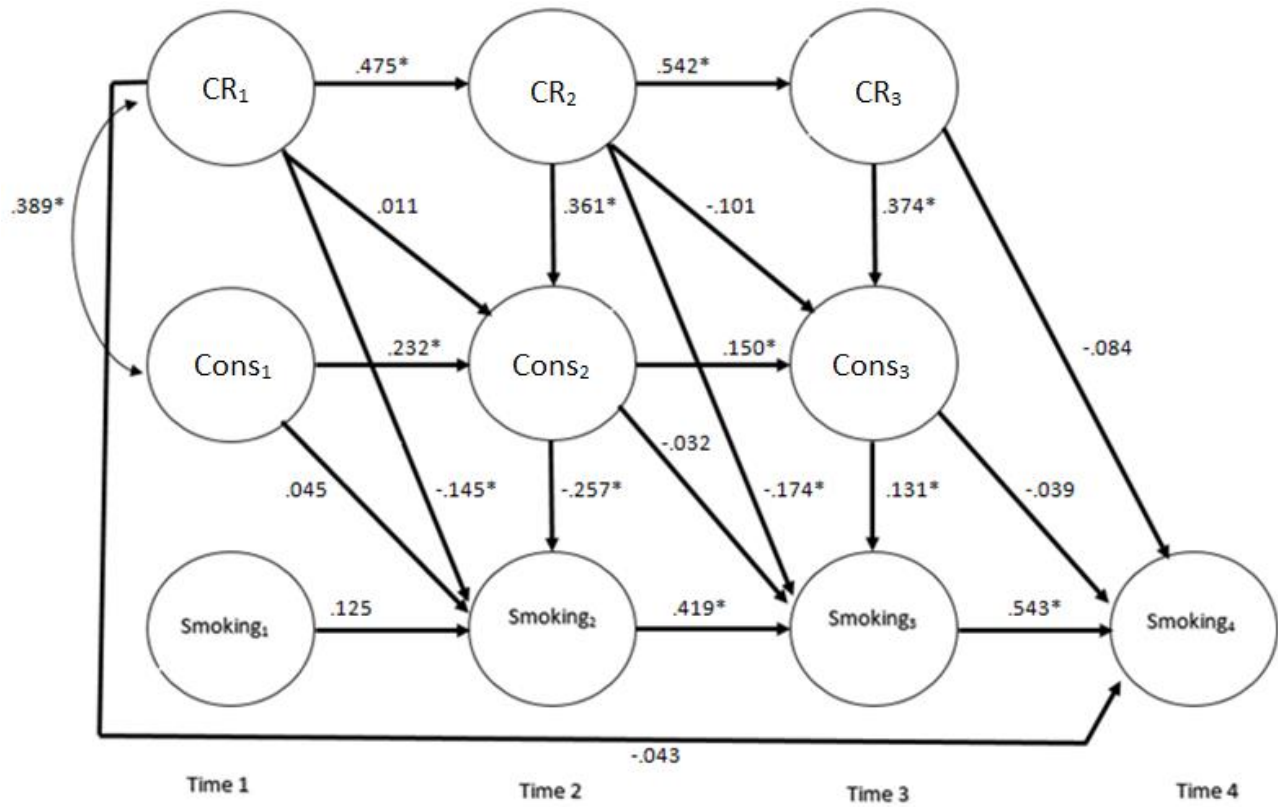 .475*
.542*
CR₁
CR₂
CR₃
.389*
.011
.361*
-.101
.374*
-.084
.232*
.150*
Cons₁
Cons₂
Cons₃
-.032
.045
-.145*
-.257*
-.174*
.131*
-.039
.125
.419*
.543*
Smoking₁
Smoking₂
Smoking₃
Smoking₄
-.043
Time 1
Time 2
Time 3
Time 4